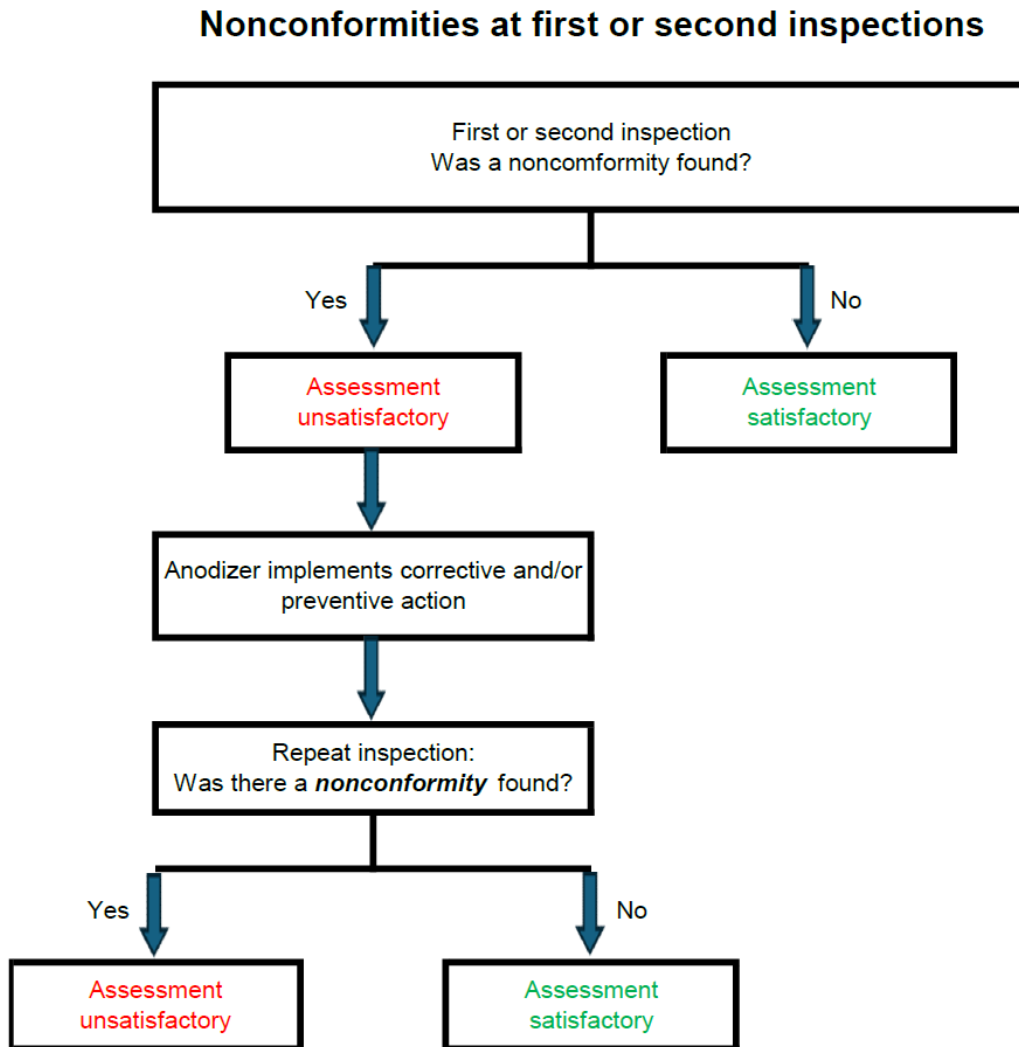 Nonconformities at first or second inspections
First or second inspection
Was a noncomformity found?
Yes
No
Assessment
unsatisfactory
Assessment
satisfactory
Anodizer implements corrective and/or
preventive action
Repeat inspection:
Was there a nonconformity found?
Yes
No
Assessment
unsatisfactory
Assessment
satisfactory